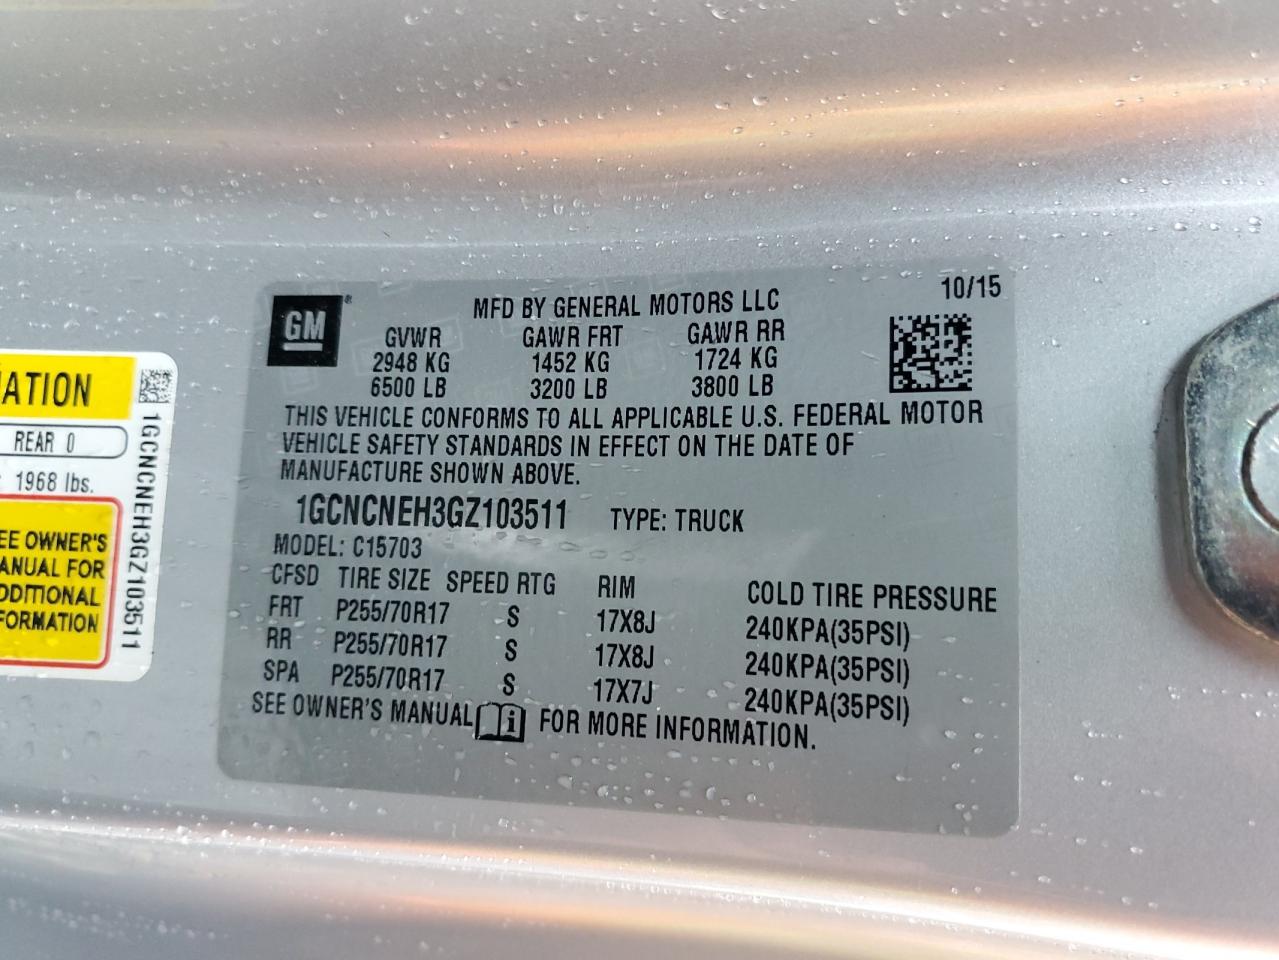 GM®
MFD BY GENERAL MOTORS LLC 10/15
GVWR GAWR FRT GAWR RR
2948 KG 1452 KG 1724 KG
6500 LB 3200 LB 3800 LB
THIS VEHICLE CONFORMS TO ALL APPLICABLE U.S. FEDERAL MOTOR
VEHICLE SAFETY STANDARDS IN EFFECT ON THE DATE OF
MANUFACTURE SHOWN ABOVE.
1GCNCNEH3GZ103511 TYPE: TRUCK
MODEL: C15703
CFSD TIRE SIZE SPEED RTG RIM COLD TIRE PRESSURE
FRT P255/70R17 S 17X8J 240KPA(35PSI)
RR P255/70R17 S 17X8J 240KPA(35PSI)
SPA P255/70R17 S 17X7J 240KPA(35PSI)
SEE OWNER'S MANUAL i FOR MORE INFORMATION.
ATION
REAR 0
1968 lbs.
EE OWNER'S
ANUAL FOR
DDITIONAL
FORMATION
1GCNCNEH3GZ103511